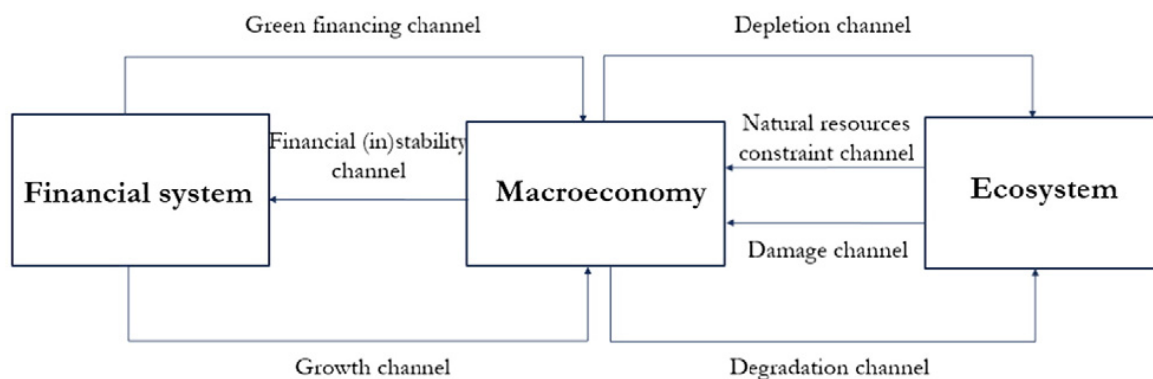 Green financing channel
Depletion channel
Financial (in)stability
channel
Natural resources
constraint channel
Financial system
Macroeconomy
Ecosystem
Damage channel
Growth channel
Degradation channel